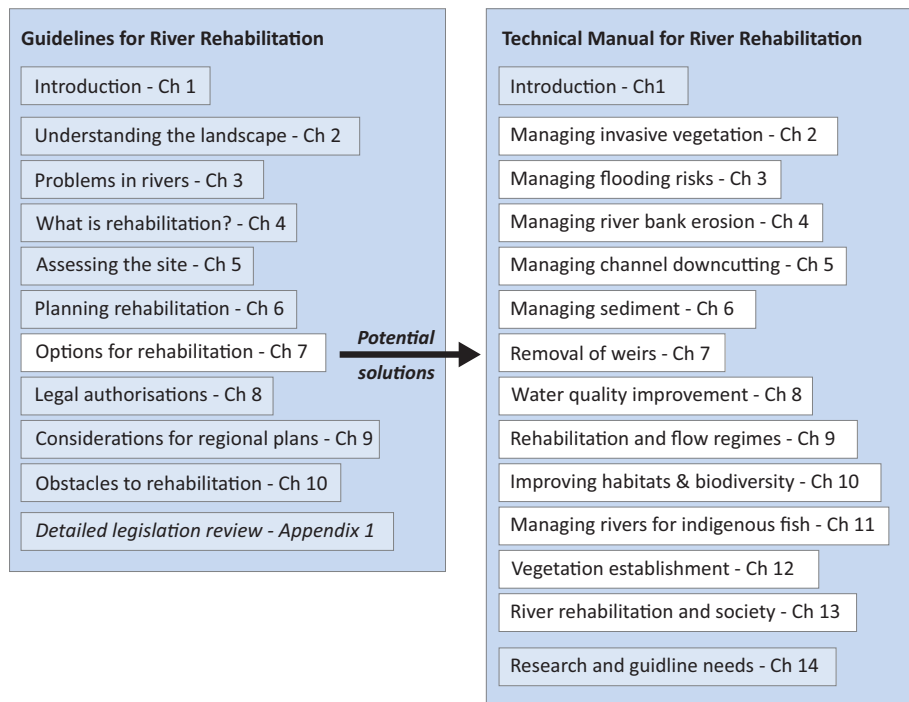 Guidelines for River Rehabilitation
Introduction - Ch 1
Understanding the landscape - Ch 2
Problems in rivers - Ch 3
What is rehabilitation? - Ch 4
Assessing the site - Ch 5
Planning rehabilitation - Ch 6
Options for rehabilitation - Ch 7
Legal authorisations - Ch 8
Considerations for regional plans - Ch 9
Obstacles to rehabilitation - Ch 10
Detailed legislation review - Appendix 1
Potential
solutions
Technical Manual for River Rehabilitation
Introduction - Ch1
Managing invasive vegetation - Ch 2
Managing flooding risks - Ch 3
Managing river bank erosion - Ch 4
Managing channel downcutting - Ch 5
Managing sediment - Ch 6
Removal of weirs - Ch 7
Water quality improvement - Ch 8
Rehabilitation and flow regimes - Ch 9
Improving habitats & biodiversity - Ch 10
Managing rivers for indigenous fish - Ch 11
Vegetation establishment - Ch 12
River rehabilitation and society - Ch 13
Research and guidline needs - Ch 14